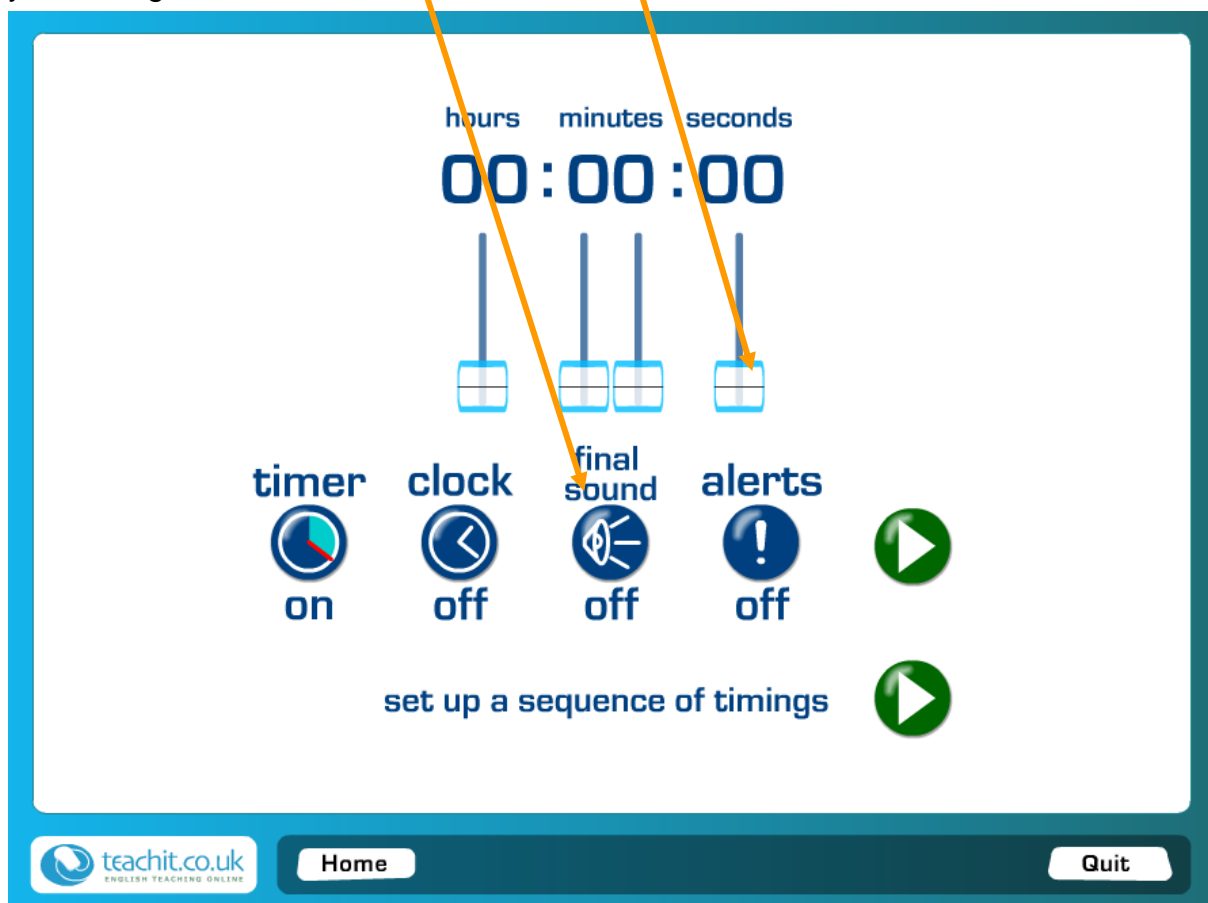 hours minutes seconds
00:00:00
timer clock final sound alerts
on off off off
set up a sequence of timings
teachit.co.uk
ENGLISH TEACHING ONLINE
Home Quit